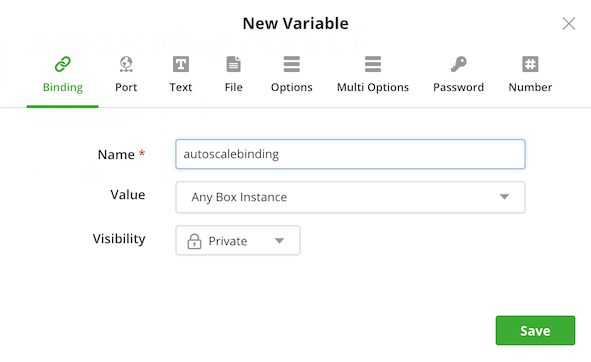 New Variable
Binding Port Text File Options Multi Options Password Number
Name * autoscalebinding
Value Any Box Instance
Visibility Private
Save